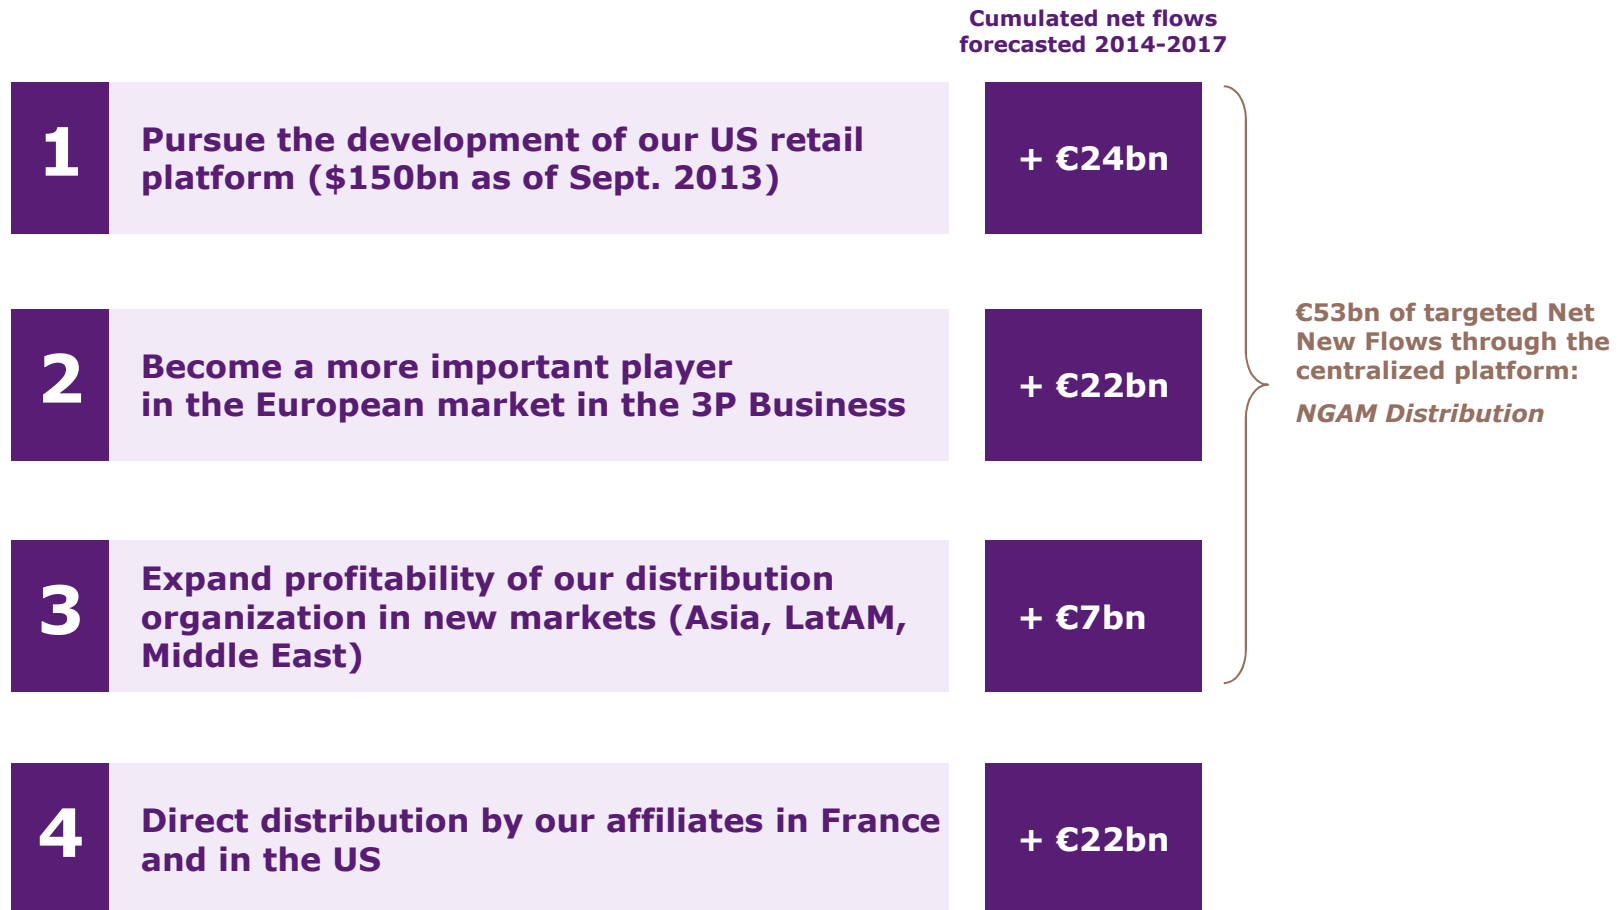 Cumulated net flows
forecasted 2014-2017
1
Pursue the development of our US retail
platform ($150bn as of Sept. 2013)
+ €24bn
2
Become a more important player
in the European market in the 3P Business
+ €22bn
€53bn of targeted Net
New Flows through the
centralized platform:
NGAM Distribution
3
Expand profitability of our distribution
organization in new markets (Asia, LatAM,
Middle East)
+ €7bn
4
Direct distribution by our affiliates in France
and in the US
+ €22bn